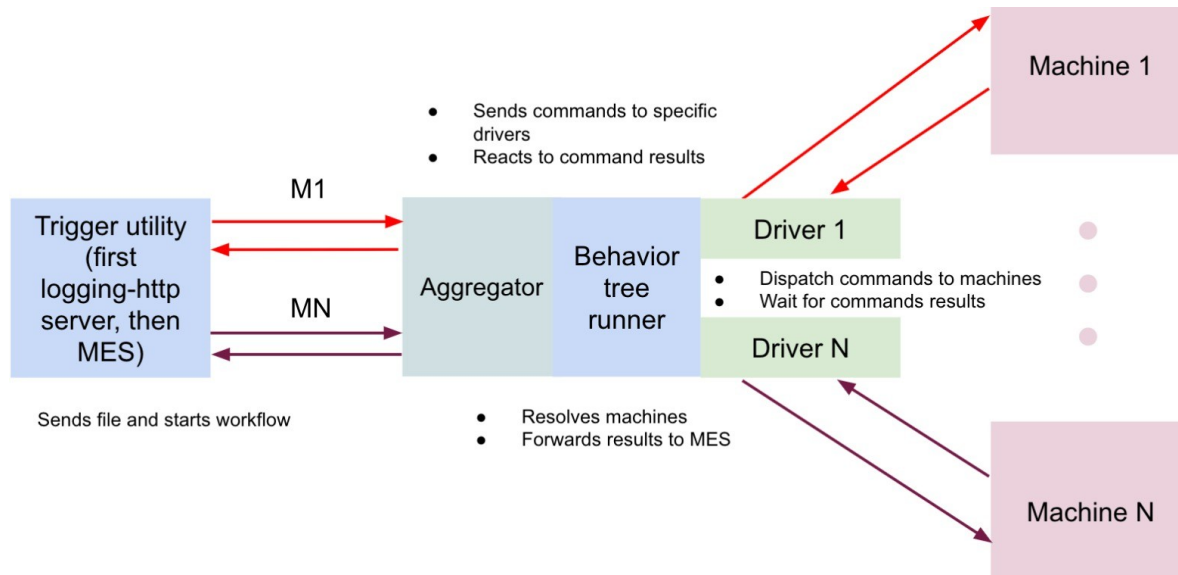 Machine 1
● Sends commands to specific
drivers
● Reacts to command results
M1
Trigger utility
(first
logging-http
server, then
MES)
MN
Aggregator
Behavior
tree
runner
Driver 1
● Dispatch commands to machines
● Wait for commands results
Driver N
Sends file and starts workflow
● Resolves machines
● Forwards results to MES
Machine N